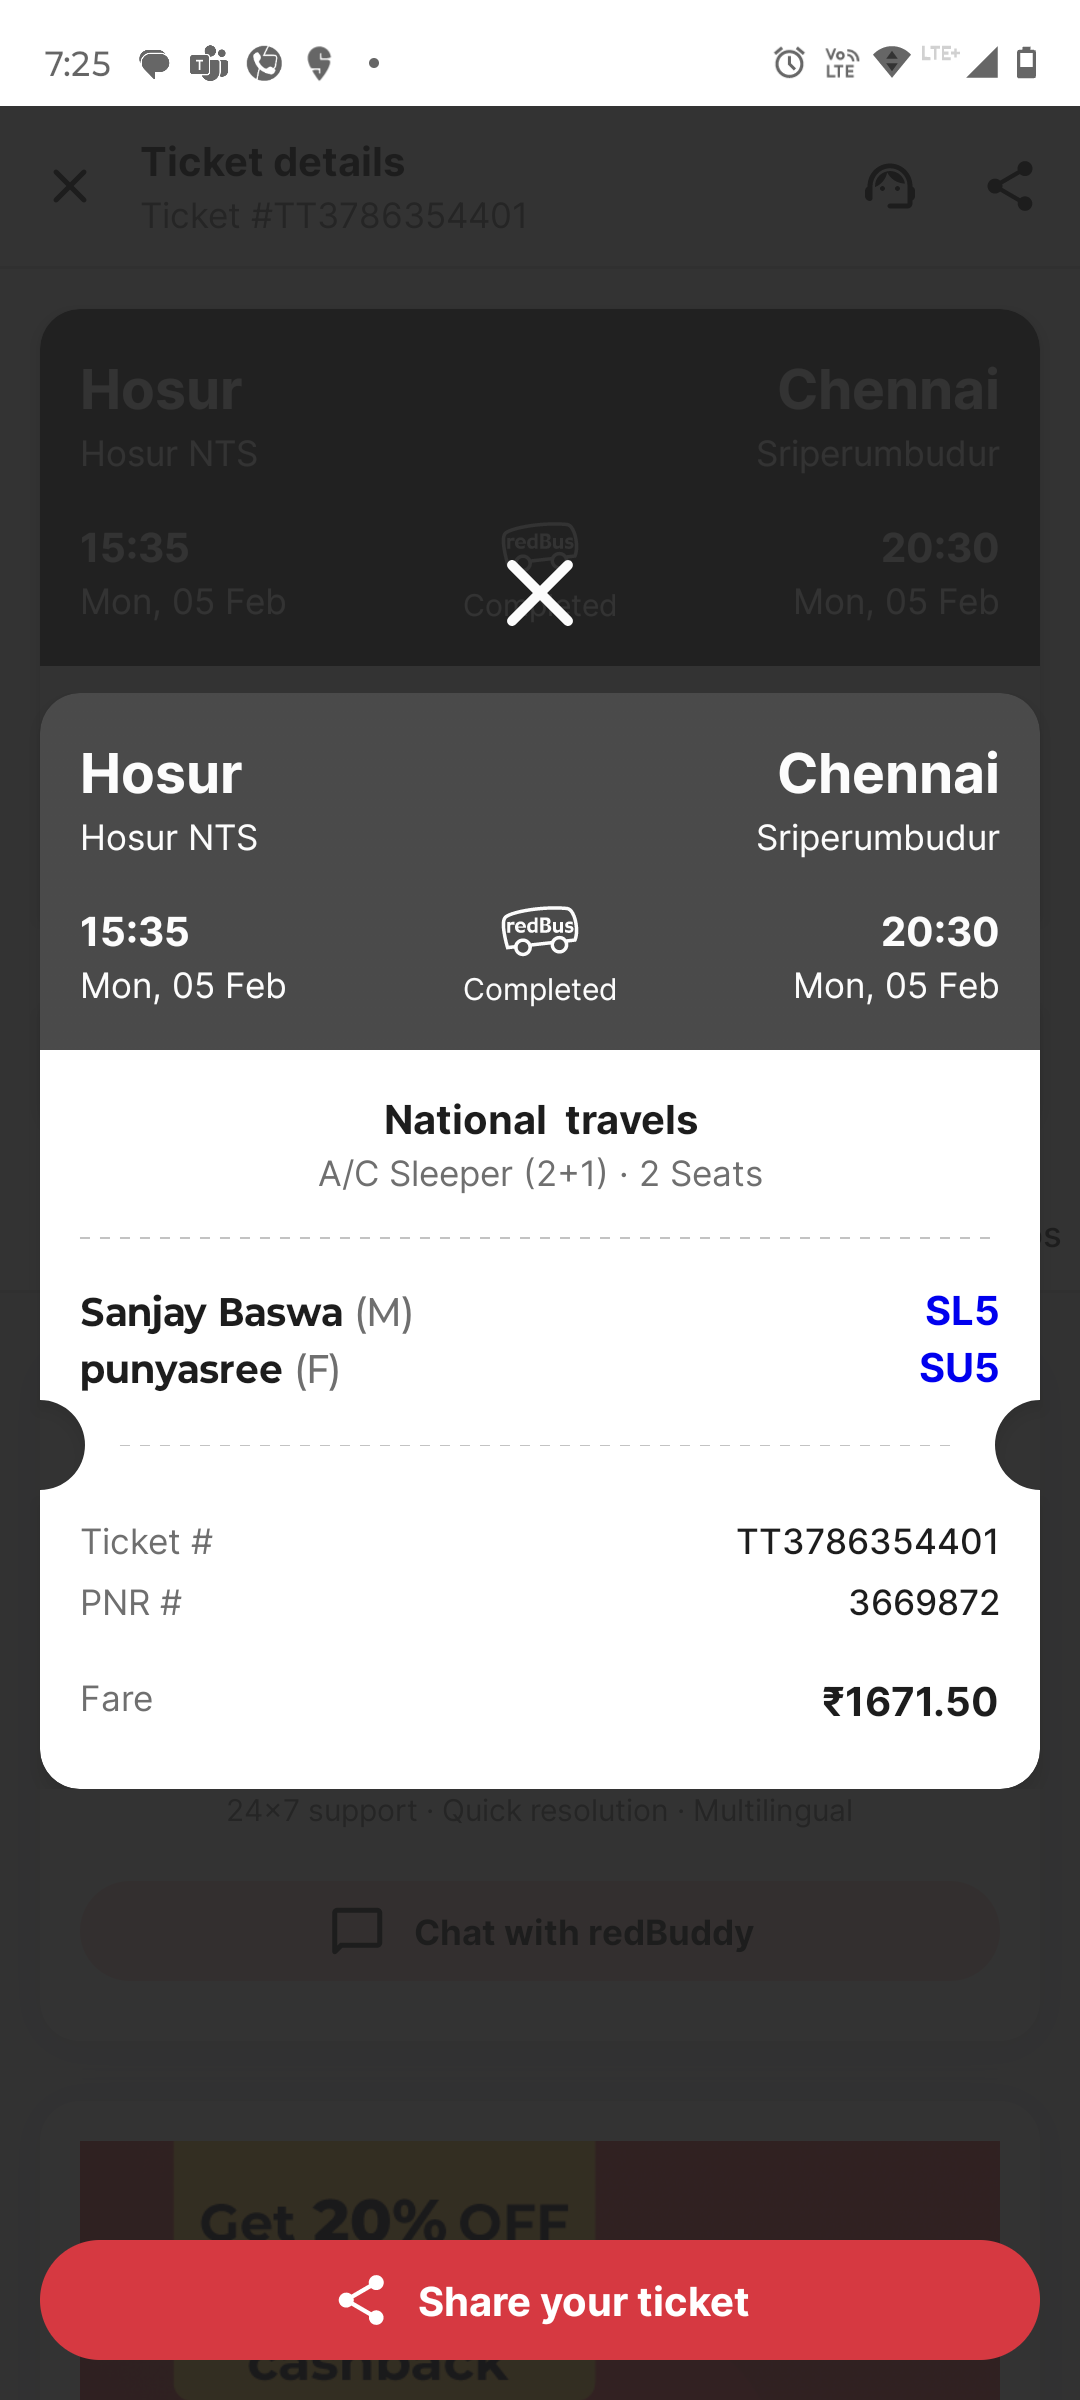 7:25
Vo LTE LTE+
Ticket details
Ticket #TT3786354401
Hosur Chennai
Hosur NTS Sriperumbudur
15:35 redBus 20:30
Mon, 05 Feb Completed Mon, 05 Feb
Hosur Chennai
Hosur NTS Sriperumbudur
15:35 redBus 20:30
Mon, 05 Feb Completed Mon, 05 Feb
National travels
A/C Sleeper (2+1) · 2 Seats
s
Sanjay Baswa (M) SL5
punyasree (F) SU5
Ticket # TT3786354401
PNR # 3669872
Fare ₹1671.50
24×7 support · Quick resolution · Multilingual
Chat with redBuddy
Get 20% OFF
Share your ticket
cashback